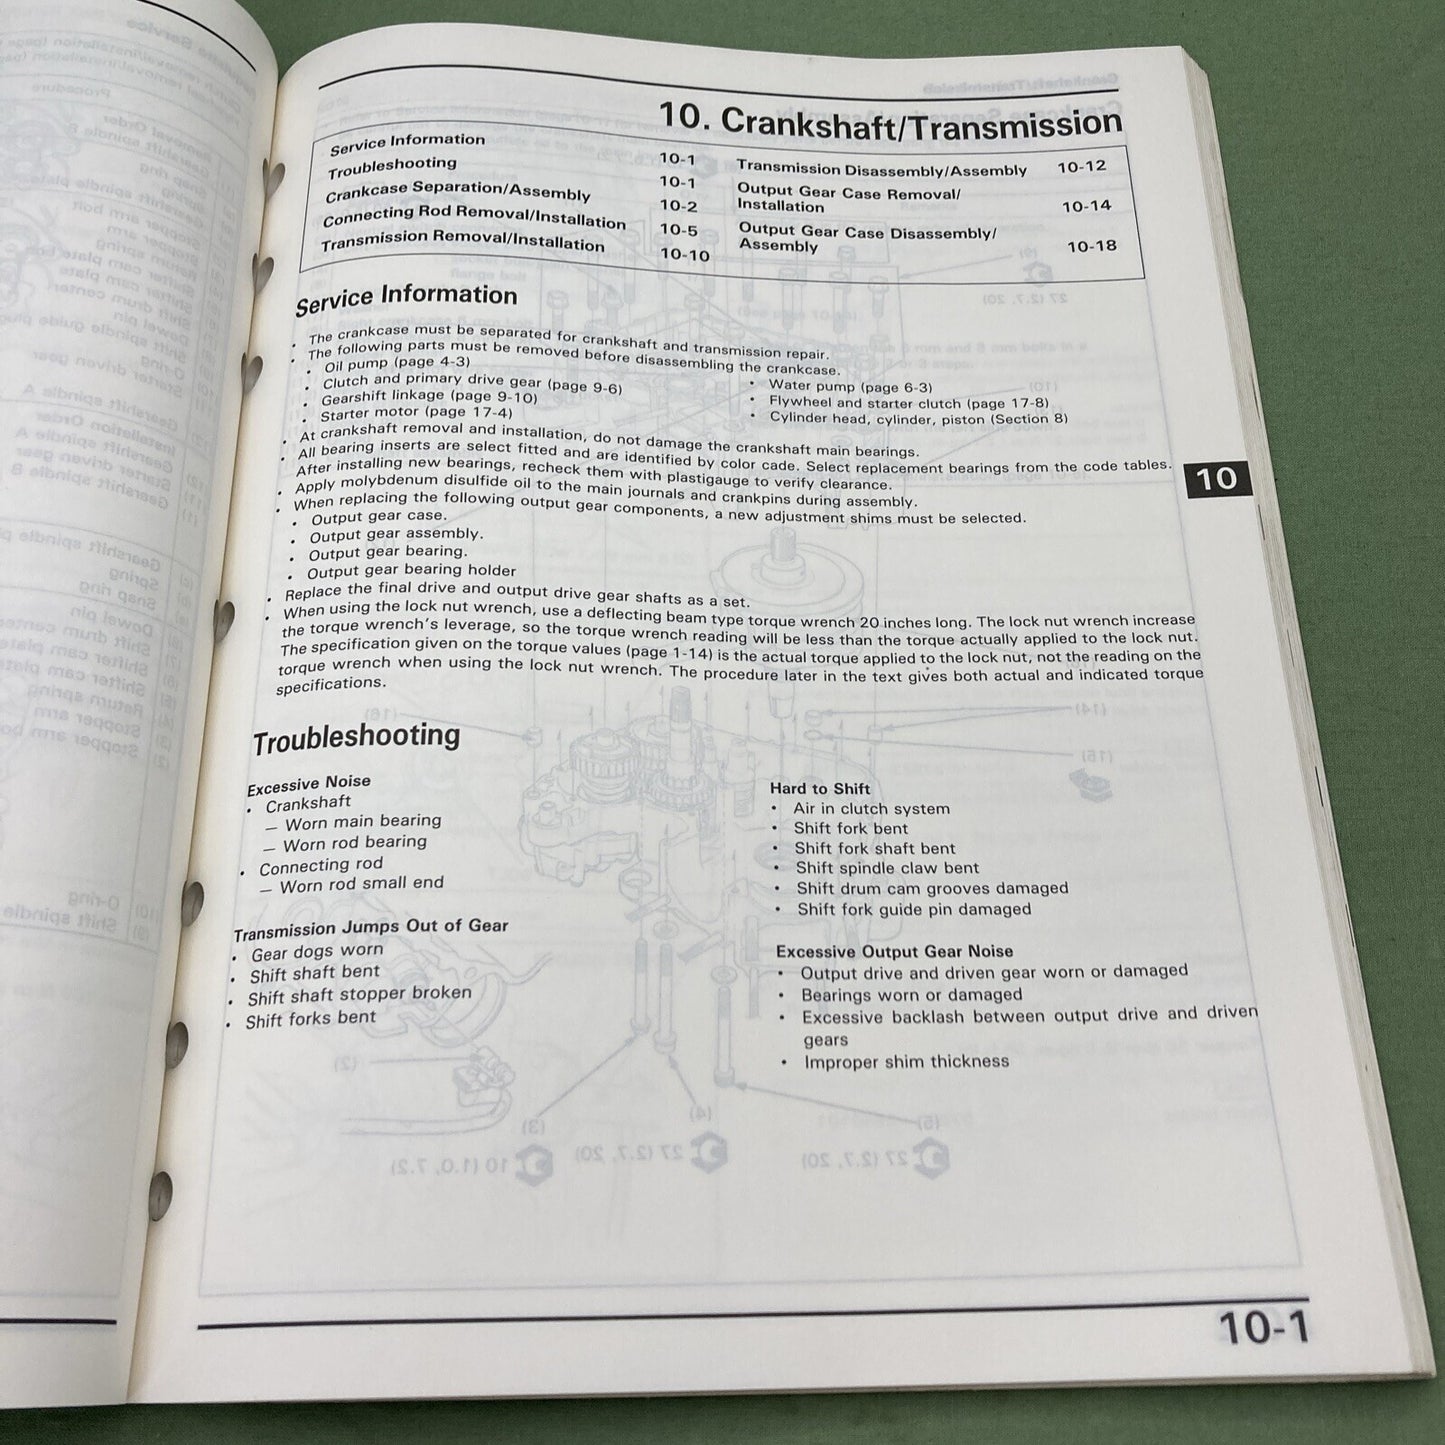 10. Crankshaft/Transmission
Service Information 10-1
Troubleshooting 10-1
Crankcase Separation/Assembly 10-2
Connecting Rod Removal/Installation 10-5
Transmission Removal/Installation 10-10
Transmission Disassembly/Assembly 10-12
Output Gear Case Removal/
Installation 10-14
Output Gear Case Disassembly/
Assembly 10-18
Service Information
• The crankcase must be separated for crankshaft and transmission repair.
• The following parts must be removed before disassembling the crankcase.
• Oil pump (page 4-3)
• Clutch and primary drive gear (page 9-6)
• Gearshift linkage (page 9-10)
• Starter motor (page 17-4)
• Water pump (page 6-3)
• Flywheel and starter clutch (page 17-8)
• Cylinder head, cylinder, piston (Section 8)
• At crankshaft removal and installation, do not damage the crankshaft main bearings.
• All bearing inserts are select fitted and are identified by color cade. Select replacement bearings from the code tables.
After installing new bearings, recheck them with plastigauge to verify clearance.
• Apply molybdenum disulfide oil to the main journals and crankpins during assembly.
• When replacing the following output gear components, a new adjustment shims must be selected.
• Output gear case.
• Output gear assembly.
• Output gear bearing.
• Output gear bearing holder
• Replace the final drive and output drive gear shafts as a set.
• When using the lock nut wrench, use a deflecting beam type torque wrench 20 inches long. The lock nut wrench increase
the torque wrench's leverage, so the torque wrench reading will be less than the torque actually applied to the lock nut.
The specification given on the torque values (page 1-14) is the actual torque applied to the lock nut, not the reading on the
torque wrench when using the lock nut wrench. The procedure later in the text gives both actual and indicated torque
specifications.
10
Troubleshooting
Excessive Noise
• Crankshaft
— Worn main bearing
— Worn rod bearing
• Connecting rod
— Worn rod small end
Transmission Jumps Out of Gear
• Gear dogs worn
• Shift shaft bent
• Shift shaft stopper broken
• Shift forks bent
Hard to Shift
• Air in clutch system
• Shift fork bent
• Shift fork shaft bent
• Shift spindle claw bent
• Shift drum cam grooves damaged
• Shift fork guide pin damaged
Excessive Output Gear Noise
• Output drive and driven gear worn or damaged
• Bearings worn or damaged
• Excessive backlash between output drive and driven
gears
• Improper shim thickness
10-1